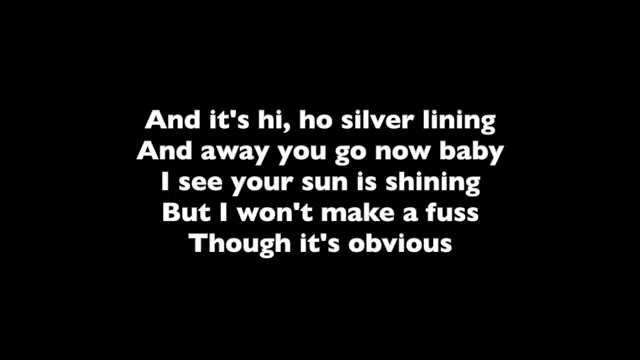 And it's hi, ho silver lining
And away you go now baby
I see your sun is shining
But I won't make a fuss
Though it's obvious